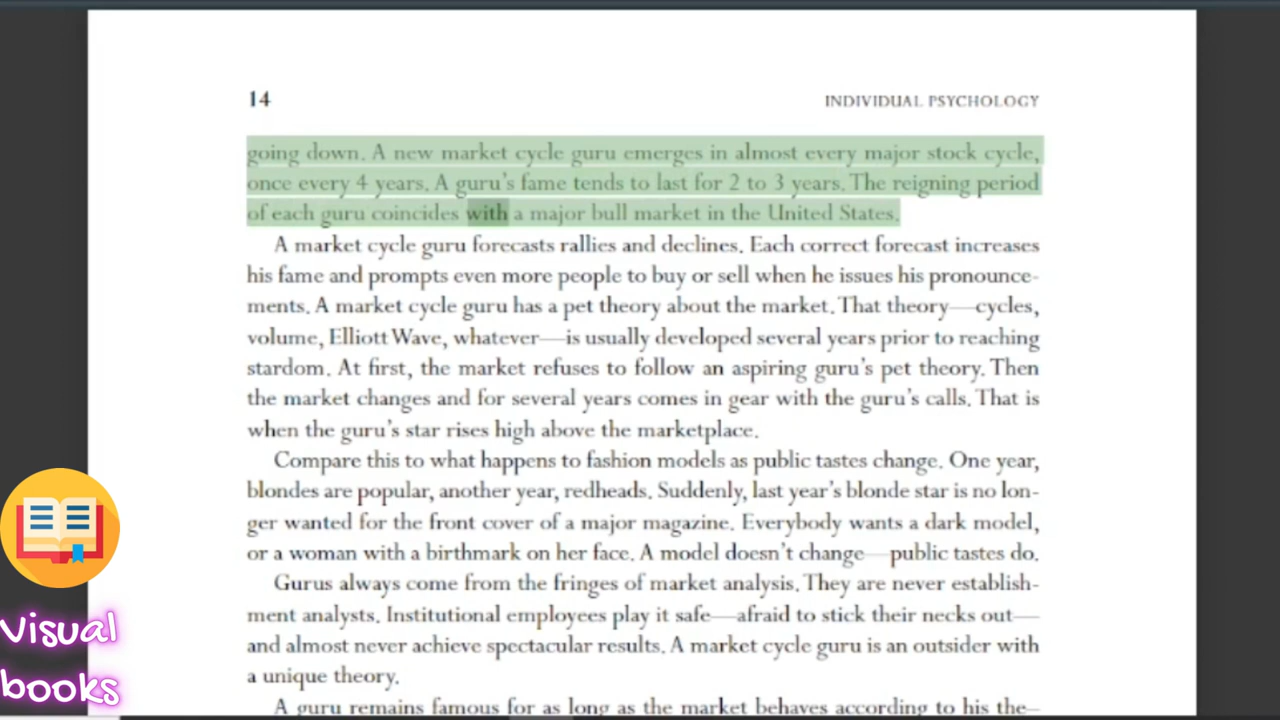 14
INDIVIDUAL PSYCHOLOGY
going down. A new market cycle guru emerges in almost every major stock cycle,
once every 4 years. A guru's fame tends to last for 2 to 3 years. The reigning period
of each guru coincides with a major bull market in the United States.
A market cycle guru forecasts rallies and declines. Each correct forecast increases
his fame and prompts even more people to buy or sell when he issues his pronounce-
ments. A market cycle guru has a pet theory about the market. That theory—cycles,
volume, Elliott Wave, whatever—is usually developed several years prior to reaching
stardom. At first, the market refuses to follow an aspiring guru's pet theory. Then
the market changes and for several years comes in gear with the guru's calls. That is
when the guru's star rises high above the marketplace.
Compare this to what happens to fashion models as public tastes change. One year,
blondes are popular, another year, redheads. Suddenly, last year's blonde star is no lon-
ger wanted for the front cover of a major magazine. Everybody wants a dark model,
or a woman with a birthmark on her face. A model doesn't change—public tastes do.
Gurus always come from the fringes of market analysis. They are never establish-
ment analysts. Institutional employees play it safe—afraid to stick their necks out—
and almost never achieve spectacular results. A market cycle guru is an outsider with
a unique theory.
A guru remains famous for as long as the market behaves according to his the-
Visual
books